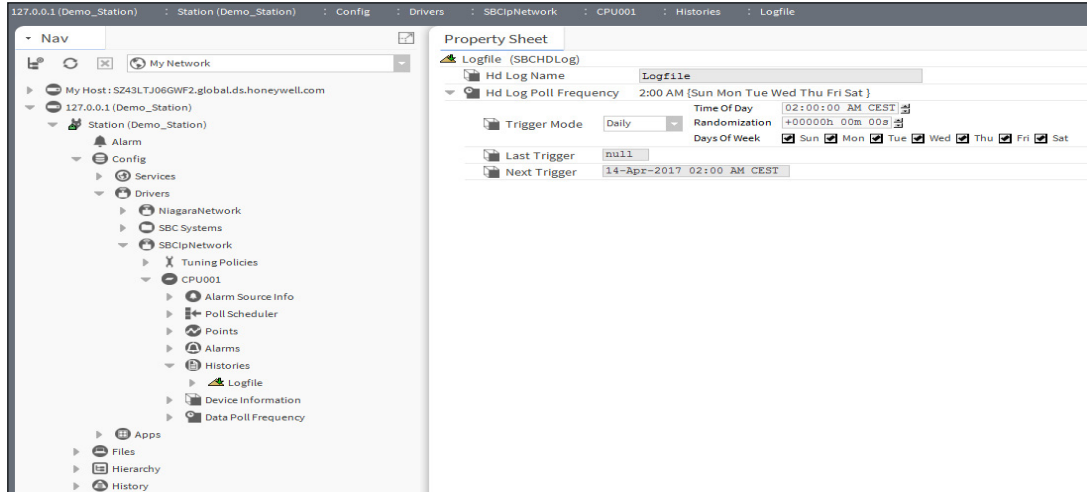 127.0.0.1 (Demo_Station) : Station (Demo_Station) : Config : Drivers : SBCIpNetwork : CPU001 : Histories : Logfile
Nav
My Network
My Host : SZ43LTJ06GWF2.global.ds.honeywell.com
127.0.0.1 (Demo_Station)
Station (Demo_Station)
Alarm
Config
Services
Drivers
NiagaraNetwork
SBC Systems
SBCIpNetwork
Tuning Policies
CPU001
Alarm Source Info
Poll Scheduler
Points
Alarms
Histories
Logfile
Device Information
Data Poll Frequency
Apps
Files
Hierarchy
History
Property Sheet
Logfile (SBCHDLog)
Hd Log Name Logfile
Hd Log Poll Frequency 2:00 AM {Sun Mon Tue Wed Thu Fri Sat }
Trigger Mode Daily
Time Of Day 02:00:00 AM CEST
Randomization +00000h 00m 00s
Days Of Week Sun Mon Tue Wed Thu Fri Sat
Last Trigger null
Next Trigger 14-Apr-2017 02:00 AM CEST